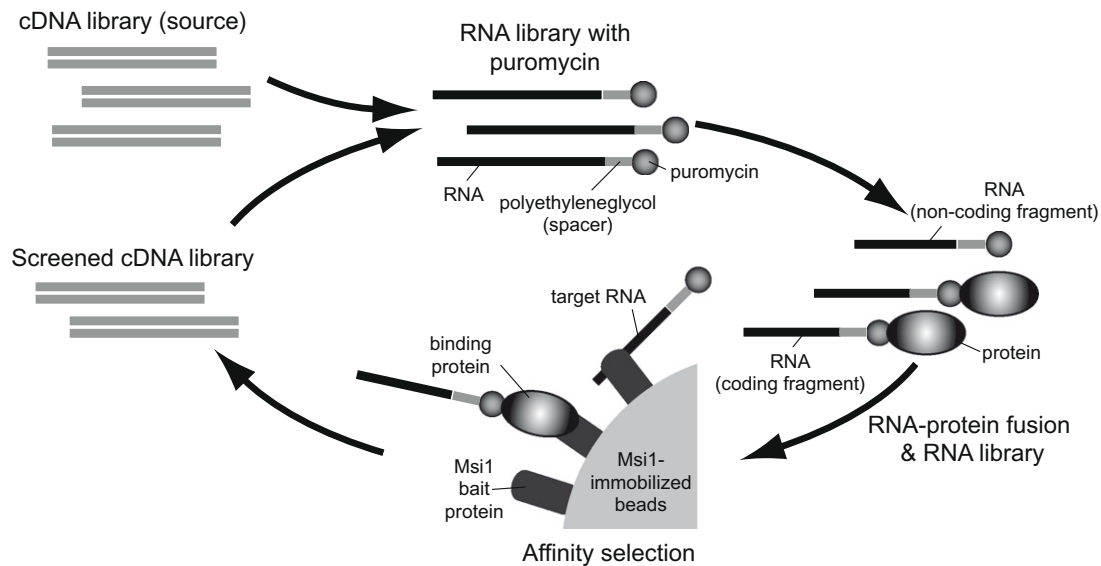 cDNA library (source)
RNA library with
puromycin
RNA
polyethyleneglycol
(spacer)
puromycin
RNA
(non-coding fragment)
protein
RNA
(coding fragment)
RNA-protein fusion
& RNA library
target RNA
binding
protein
Msi1
bait
protein
Msi1-
immobilized
beads
Affinity selection
Screened cDNA library